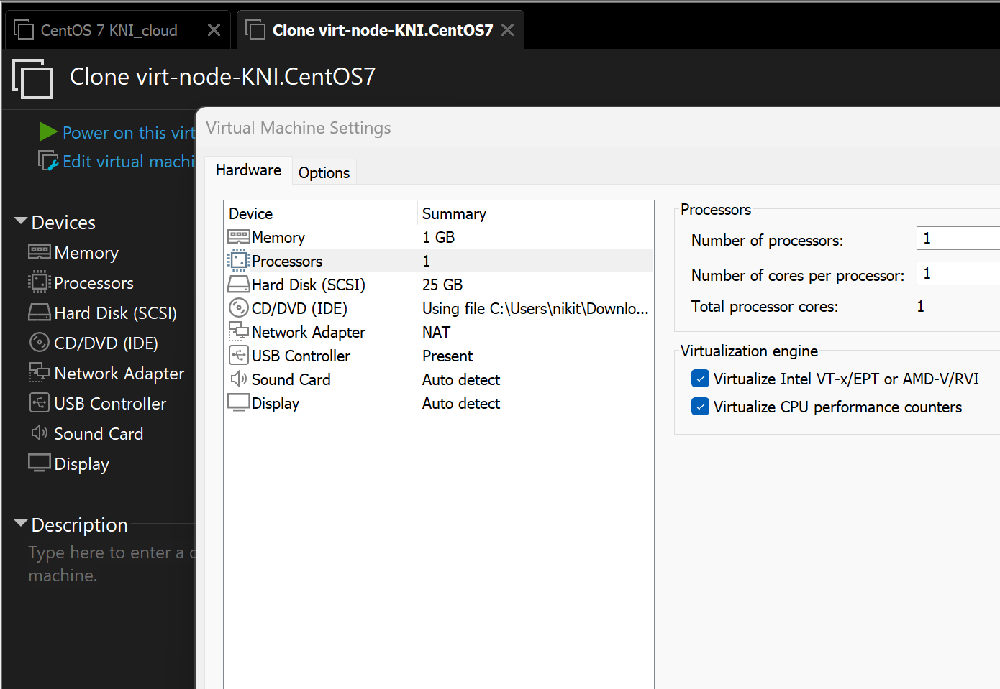 CentOS 7 KNI_cloud
Clone virt-node-KNI.CentOS7
Clone virt-node-KNI.CentOS7
Power on this virt
Edit virtual machi
Devices
Memory
Processors
Hard Disk (SCSI)
CD/DVD (IDE)
Network Adapter
USB Controller
Sound Card
Display
Description
Type here to enter a
machine.
Virtual Machine Settings
Hardware
Options
Device Summary
Memory 1 GB
Processors 1
Hard Disk (SCSI) 25 GB
CD/DVD (IDE) Using file C:\Users\nikit\Downlo...
Network Adapter NAT
USB Controller Present
Sound Card Auto detect
Display Auto detect
Processors
Number of processors: 1
Number of cores per processor: 1
Total processor cores: 1
Virtualization engine
Virtualize Intel VT-x/EPT or AMD-V/RVI
Virtualize CPU performance counters